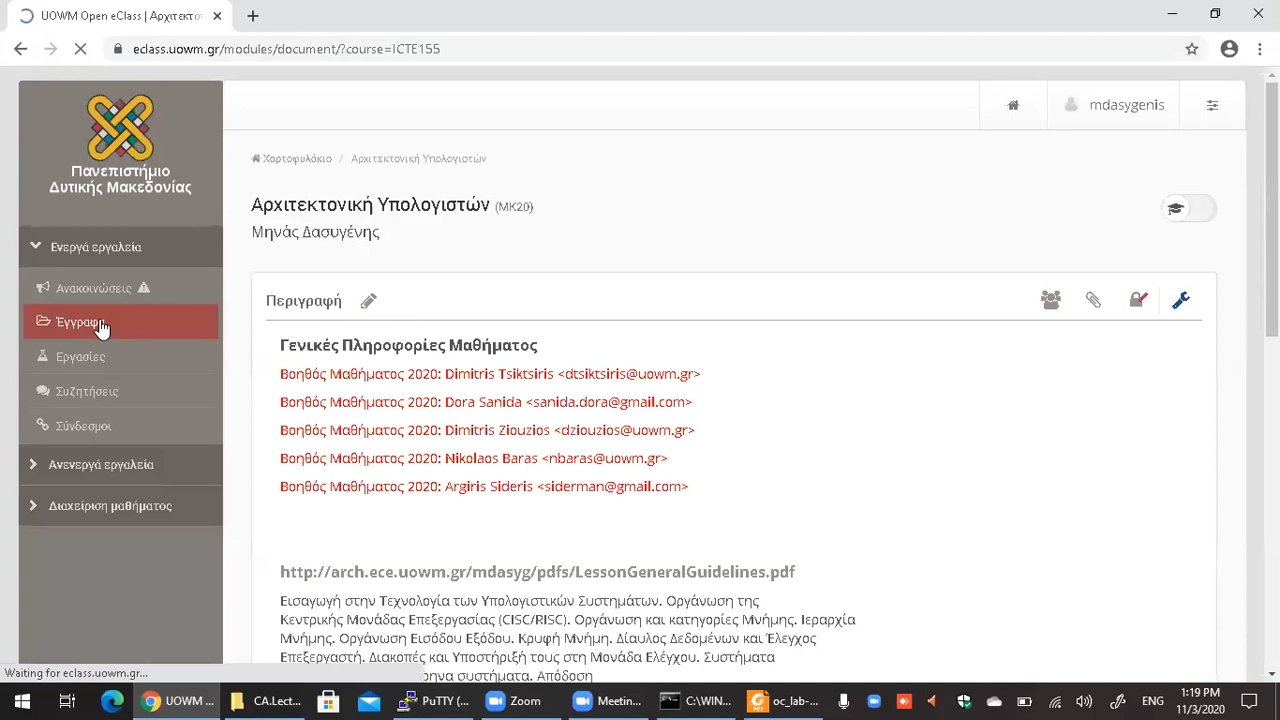 UOWM Open eClass | Αρχιτεκτο
eclass.uowm.gr/modules/document/?course=ICTE155
Πανεπιστήμιο
Δυτικής Μακεδονίας
mdasygenis
Χαρτοφυλάκιο / Αρχιτεκτονική Υπολογιστών
Αρχιτεκτονική Υπολογιστών (MK20)
Μηνάς Δασυγένης
Ενεργά εργαλεία
Ανακοινώσεις
Έγγραφα
Εργασίες
Συζητήσεις
Σύνδεσμοι
Ανενεργά εργαλεία
Διαχείριση μαθήματος
Περιγραφή
Γενικές Πληροφορίες Μαθήματος
Βοηθός Μαθήματος 2020: Dimitris Tsiktsiris <dtsiktsiris@uowm.gr>
Βοηθός Μαθήματος 2020: Dora Sanida <sanida.dora@gmail.com>
Βοηθός Μαθήματος 2020: Dimitris Ziouzios <dziouzios@uowm.gr>
Βοηθός Μαθήματος 2020: Nikolaos Baras <nbaras@uowm.gr>
Βοηθός Μαθήματος 2020: Argiris Sideris <siderman@gmail.com>
http://arch.ece.uowm.gr/mdasyg/pdfs/LessonGeneralGuidelines.pdf
Εισαγωγή στην Τεχνολογία των Υπολογιστικών Συστημάτων. Οργάνωση της
Κεντρικής Μονάδας Επεξεργασίας (CISC/RISC). Οργάνωση και κατηγορίες Μνήμης. Ιεραρχία
Μνήμης. Οργάνωση Εισόδου Εξόδου. Κρυφή Μνήμη. Δίαυλος Δεδομένων και Έλεγχος
Επεξεργαστή. Διακοπές και Υποστήριξή τους στη Μονάδα Ελέγχου. Συστήματα
συστήματα. Απόδοση
Waiting for eclass.uowm.gr...
UOWM ...
CA.Lect...
PuTTY (...
Zoom
Meetin...
C:\WIN...
oc_lab-...
ENG
1:19 PM
11/3/2020